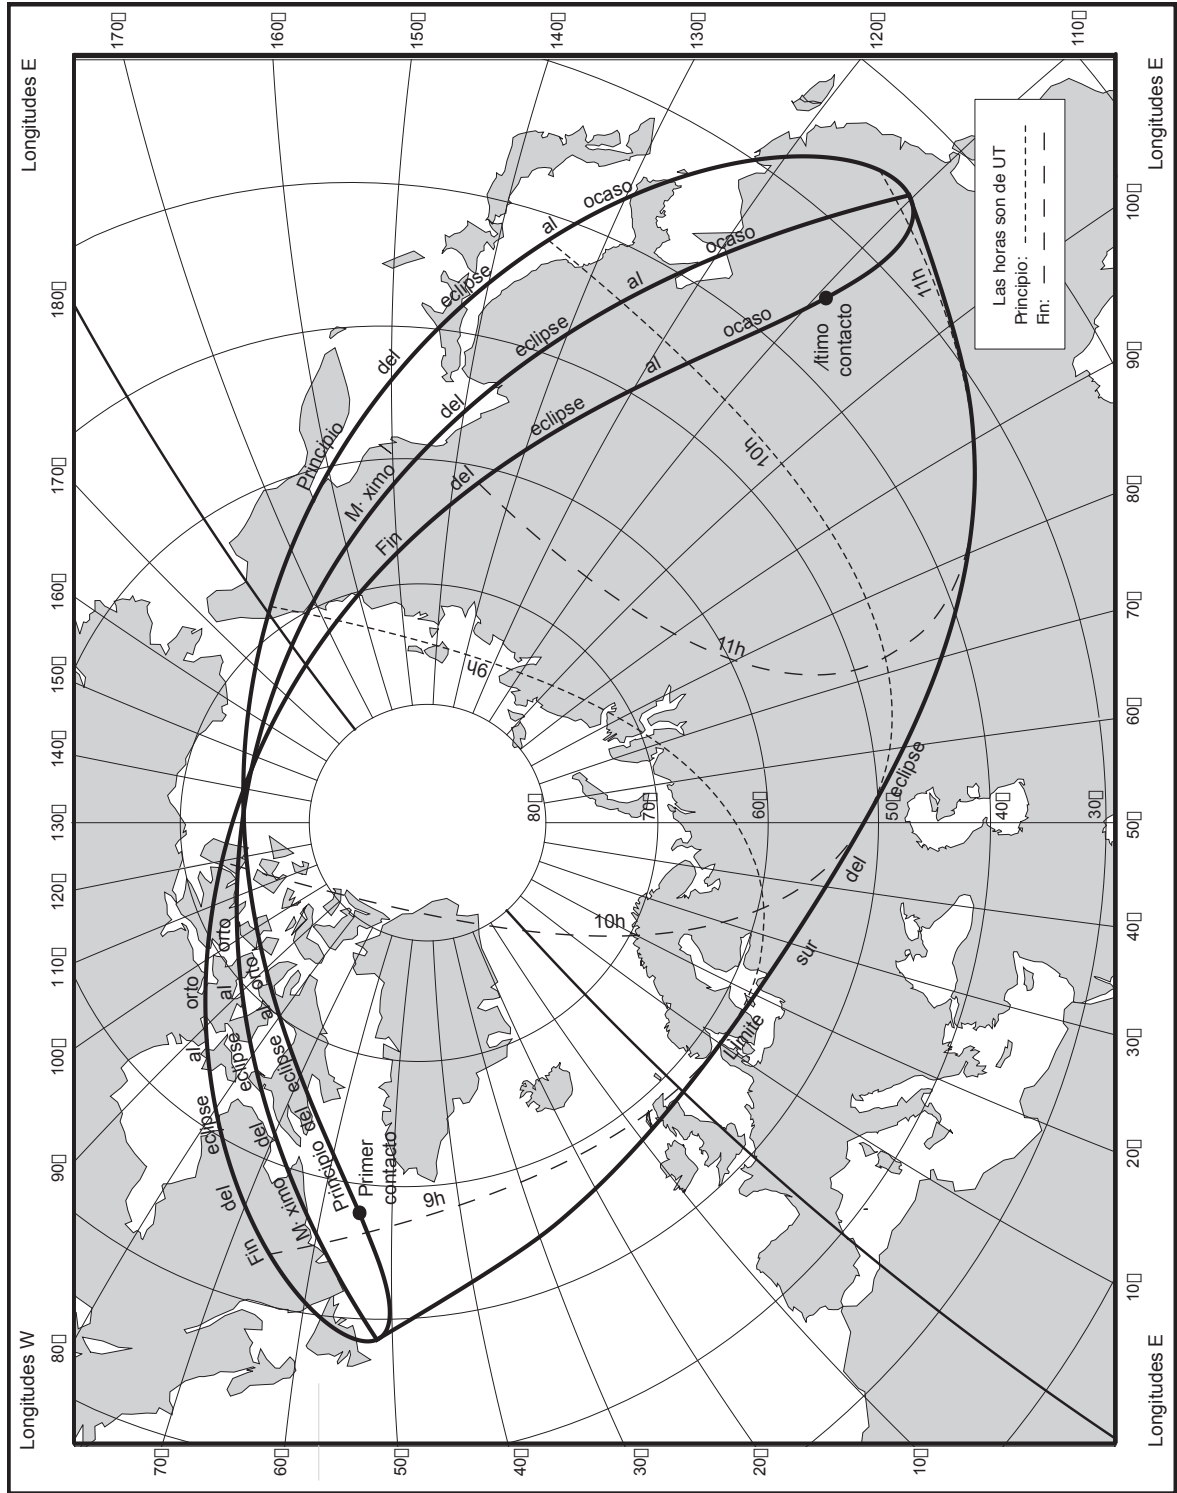 Longitudes E
170▯
160▯
150▯
140▯
130▯
120▯
110▯
Longitudes E
180▯
170▯
160▯
150▯
140▯
130▯
120▯
110▯
100▯
90▯
80▯
Longitudes W
70▯
60▯
50▯
40▯
30▯
20▯
10▯
Longitudes E
100▯
90▯
80▯
70▯
60▯
50▯
40▯
30▯
20▯
10▯
80▯
70▯
60▯
50▯
40▯
30▯
Principio del eclipse al ocaso
M·ximo del eclipse al ocaso
Fin del eclipse al ocaso
Fin del eclipse al orto
M·ximo del eclipse al orto
Principio del eclipse al orto
Primer
contacto
/ltimo
contacto
sur del eclipse
9h
10h
11h
9h
10h
11h
Las horas son de UT
Principio:
Fin: